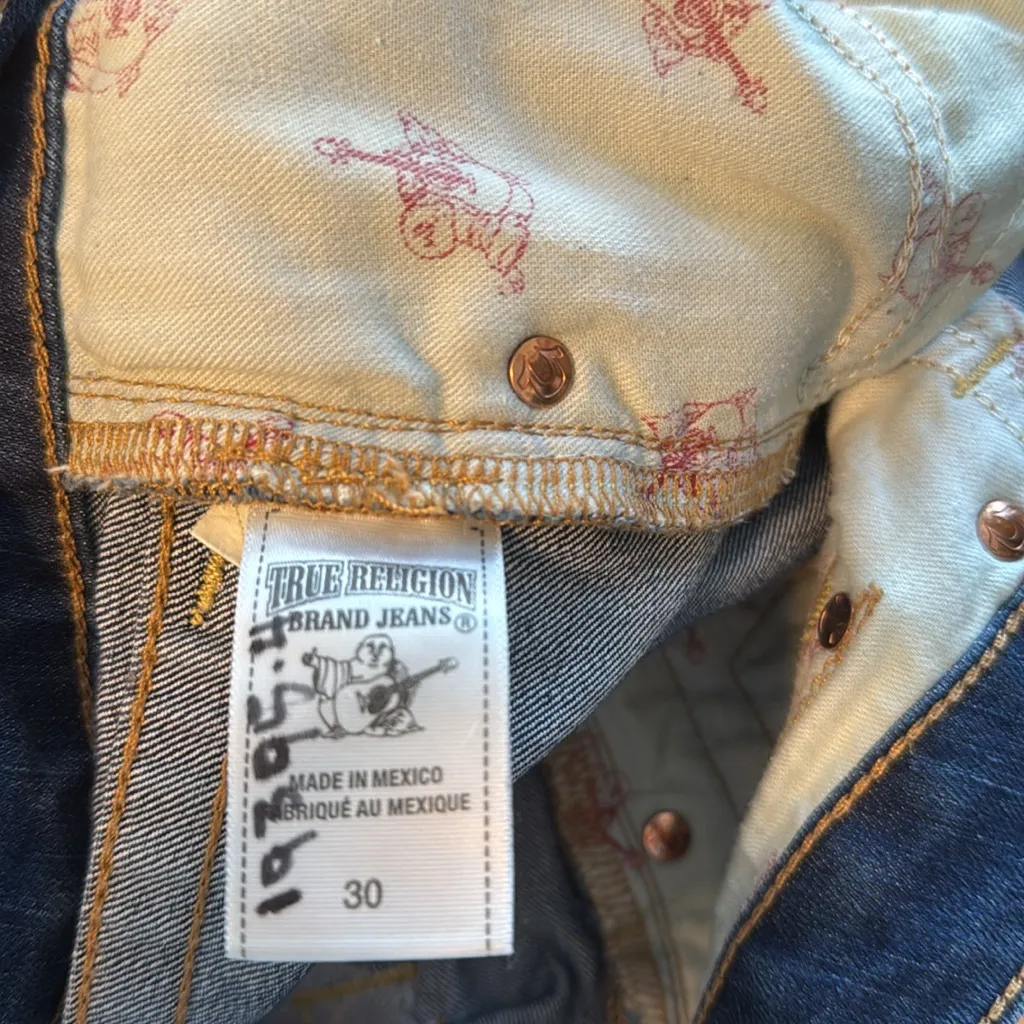 TRUE RELIGION
BRAND JEANS®
MADE IN MEXICO
FABRIQUÉ AU MEXIQUE
30